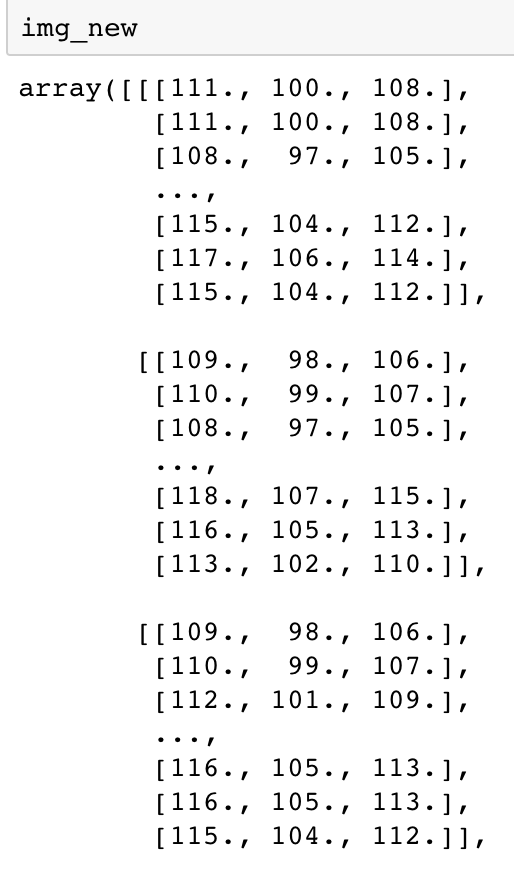 img_new
array([[[111., 100., 108.],
        [111., 100., 108.],
        [108.,  97., 105.],
        ...,
        [115., 104., 112.],
        [117., 106., 114.],
        [115., 104., 112.]],

       [[109.,  98., 106.],
        [110.,  99., 107.],
        [108.,  97., 105.],
        ...,
        [118., 107., 115.],
        [116., 105., 113.],
        [113., 102., 110.]],

       [[109.,  98., 106.],
        [110.,  99., 107.],
        [112., 101., 109.],
        ...,
        [116., 105., 113.],
        [116., 105., 113.],
        [115., 104., 112.]],